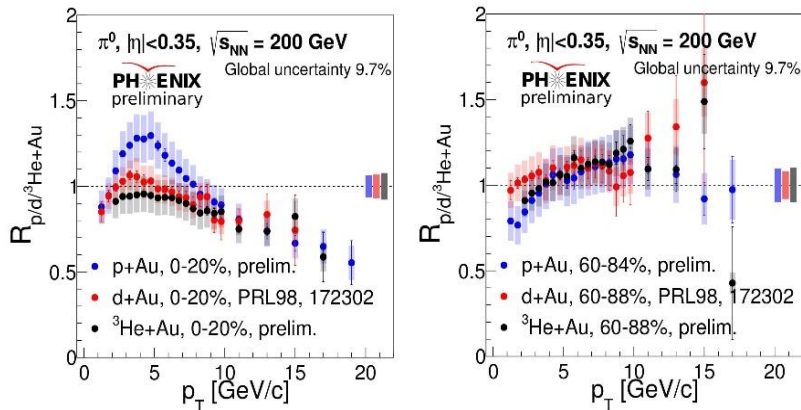 π⁰, |η|<0.35, √s_NN = 200 GeV
Global uncertainty 9.7%
PH ENIX
preliminary
R_p/d/³He+Au
2
1.5
1
0.5
0
p+Au, 0-20%, prelim.
d+Au, 0-20%, PRL98, 172302
³He+Au, 0-20%, prelim.
0 5 10 15 20
p_T [GeV/c]
π⁰, |η|<0.35, √s_NN = 200 GeV
Global uncertainty 9.7%
PH ENIX
preliminary
R_p/d/³He+Au
2
1.5
1
0.5
0
p+Au, 60-84%, prelim.
d+Au, 60-88%, PRL98, 172302
³He+Au, 60-88%, prelim.
0 5 10 15 20
p_T [GeV/c]